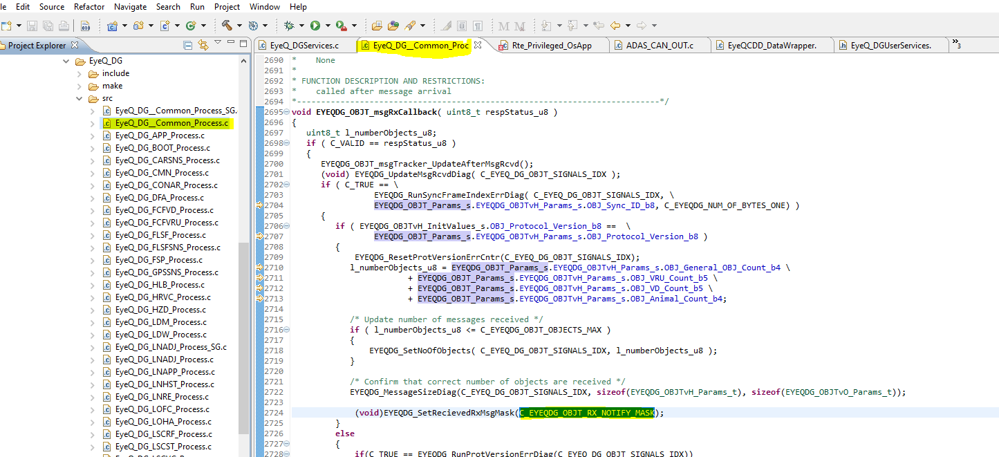 le Edit Source Refactor Navigate Search Run Project Window Help
Project Explorer
EyeQ_DG
include
make
src
EyeQ_DG__Common_Process_SG.
EyeQ_DG__Common_Process.c
EyeQ_DG_APP_Process.c
EyeQ_DG_BOOT_Process.c
EyeQ_DG_CARSNS_Process.c
EyeQ_DG_CMN_Process.c
EyeQ_DG_CONAR_Process.c
EyeQ_DG_DFA_Process.c
EyeQ_DG_FCFVD_Process.c
EyeQ_DG_FCFVRU_Process.c
EyeQ_DG_FLSF_Process.c
EyeQ_DG_FLSFSNS_Process.c
EyeQ_DG_FSP_Process.c
EyeQ_DG_GPSSNS_Process.c
EyeQ_DG_HLB_Process.c
EyeQ_DG_HRVC_Process.c
EyeQ_DG_HZD_Process.c
EyeQ_DG_LDM_Process.c
EyeQ_DG_LDW_Process.c
EyeQ_DG_LNADJ_Process_SG.c
EyeQ_DG_LNADJ_Process.c
EyeQ_DG_LNAPP_Process.c
EyeQ_DG_LNHST_Process.c
EyeQ_DG_LNRE_Process.c
EyeQ_DG_LOFC_Process.c
EyeQ_DG_LOHA_Process.c
EyeQ_DG_LSCRF_Process.c
EyeQ_DG_LSCST_Process.c
EyeQ_DGServices.c EyeQ_DG__Common_Proc Rte_Privileged_OsApp ADAS_CAN_OUT.c EyeQCDD_DataWrapper. EyeQ_DGUserServices. 3
2690 * None
2691 *
2692 * FUNCTION DESCRIPTION AND RESTRICTIONS:
2693 * called after message arrival
2694 *---------------------------------------------------------------------------*/
2695 void EYEQDG_OBJT_msgRxCallback( uint8_t respStatus_u8 )
2696 {
2697 uint8_t l_numberObjects_u8;
2698 if ( C_VALID == respStatus_u8 )
2699 {
2700 EYEQDG_OBJT_msgTracker_UpdateAfterMsgRcvd();
2701 (void) EYEQDG_UpdateMsgRcvdDiag( C_EYEQ_DG_OBJT_SIGNALS_IDX );
2702 if ( C_TRUE == \
2703 EYEQDG_RunSyncFrameIndexErrDiag( C_EYEQ_DG_OBJT_SIGNALS_IDX, \
2704 EYEQDG_OBJT_Params_s.EYEQDG_OBJTvH_Params_s.OBJ_Sync_ID_b8, C_EYEQDG_NUM_OF_BYTES_ONE) )
2705 {
2706 if ( EYEQDG_OBJTvH_InitValues_s.OBJ_Protocol_Version_b8 == \
2707 EYEQDG_OBJT_Params_s.EYEQDG_OBJTvH_Params_s.OBJ_Protocol_Version_b8 )
2708 {
2709 EYEQDG_ResetProtVersionErrCntr(C_EYEQ_DG_OBJT_SIGNALS_IDX);
2710 l_numberObjects_u8 = EYEQDG_OBJT_Params_s.EYEQDG_OBJTvH_Params_s.OBJ_General_OBJ_Count_b4 \
2711 + EYEQDG_OBJT_Params_s.EYEQDG_OBJTvH_Params_s.OBJ_VRU_Count_b5 \
2712 + EYEQDG_OBJT_Params_s.EYEQDG_OBJTvH_Params_s.OBJ_VD_Count_b5 \
2713 + EYEQDG_OBJT_Params_s.EYEQDG_OBJTvH_Params_s.OBJ_Animal_Count_b4;
2714
2715 /* Update number of messages received */
2716 if ( l_numberObjects_u8 <= C_EYEQDG_OBJT_OBJECTS_MAX )
2717 {
2718 EYEQDG_SetNoOfObjects( C_EYEQ_DG_OBJT_SIGNALS_IDX, l_numberObjects_u8 );
2719 }
2720
2721 /* Confirm that correct number of objects are received */
2722 EYEQDG_MessageSizeDiag(C_EYEQ_DG_OBJT_SIGNALS_IDX, sizeof(EYEQDG_OBJTvH_Params_t), sizeof(EYEQDG_OBJTvO_Params_t));
2723
2724 (void)EYEQDG_SetRecievedRxMsgMask(C_EYEQDG_OBJT_RX_NOTIFY_MASK);
2725 }
2726 else
2727 {
2728 if(C_TRUE == EYEQDG_RunProtVersionErrDiag(C_EYEQ_DG_OBJT_SIGNALS_IDX))